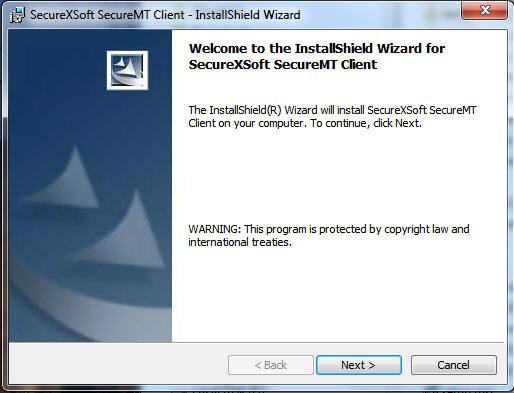 SecureXSoft SecureMT Client - InstallShield Wizard
Welcome to the InstallShield Wizard for
SecureXSoft SecureMT Client
The InstallShield(R) Wizard will install SecureXSoft SecureMT
Client on your computer. To continue, click Next.
WARNING: This program is protected by copyright law and
international treaties.
< Back
Next >
Cancel